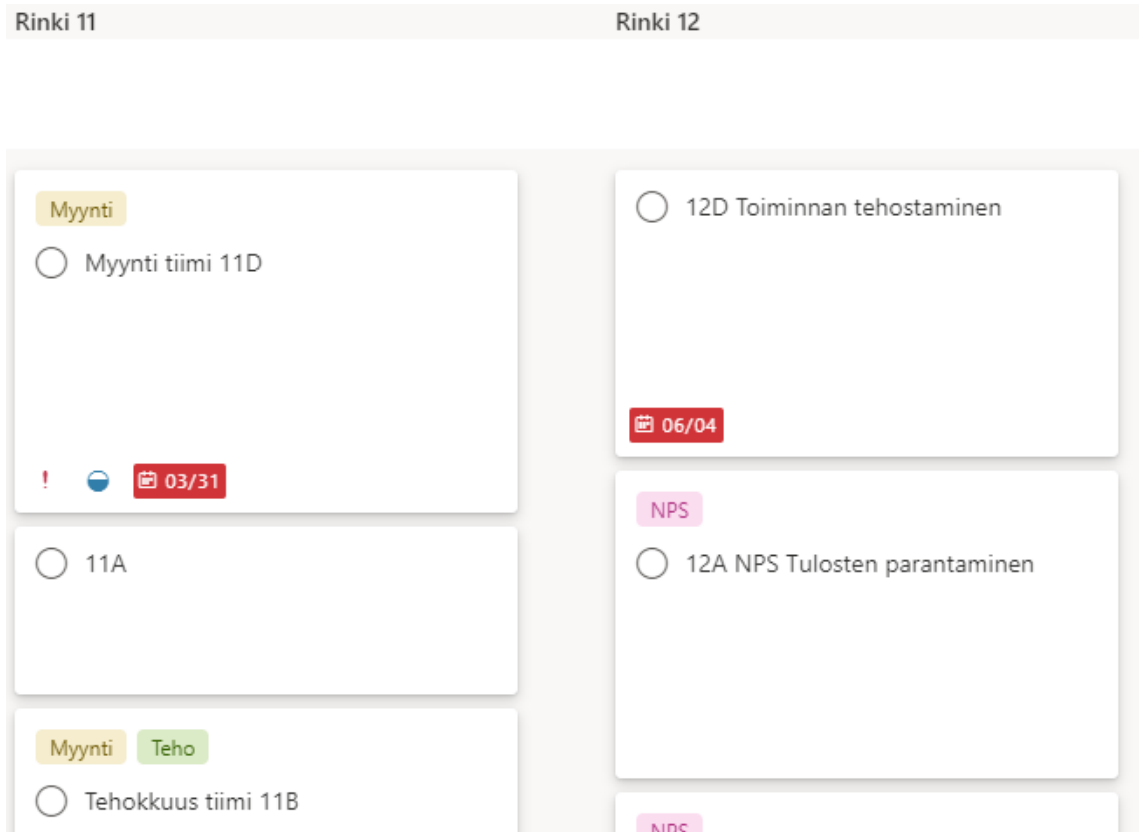 Rinki 11
Myynti
Myynti tiimi 11D
! 03/31
11A
Myynti Teho
Tehokkuus tiimi 11B
Rinki 12
12D Toiminnan tehostaminen
06/04
NPS
12A NPS Tulosten parantaminen
NPS